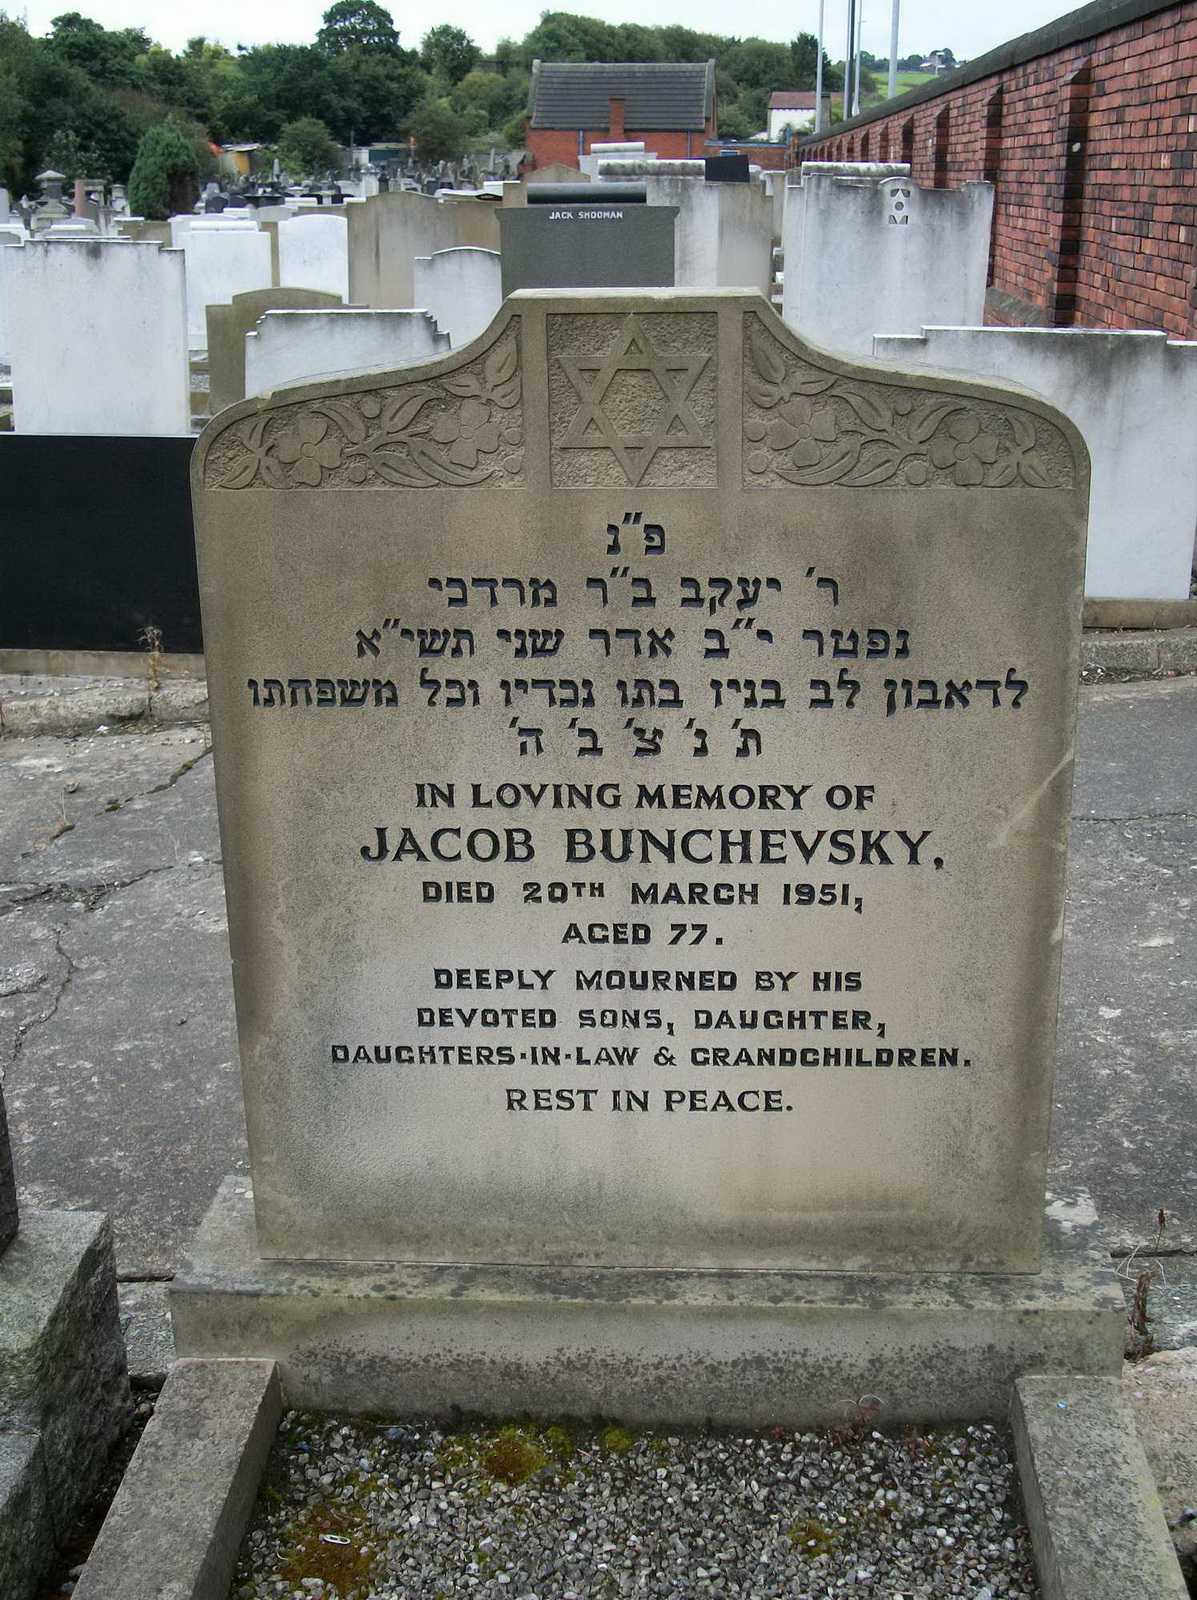 JACK SHOOMAN
פ"נ
ר' יעקב ב"ר מרדכי
נפטר י"ב אדר שני תשי"א
לדאבון לב בניו בתו נכדיו וכל משפחתו
ת' נ' צ' ב' ה'
IN LOVING MEMORY OF
JACOB BUNCHEVSKY,
DIED 20TH MARCH 1951,
AGED 77.
DEEPLY MOURNED BY HIS
DEVOTED SONS, DAUGHTER,
DAUGHTERS-IN-LAW & GRANDCHILDREN.
REST IN PEACE.